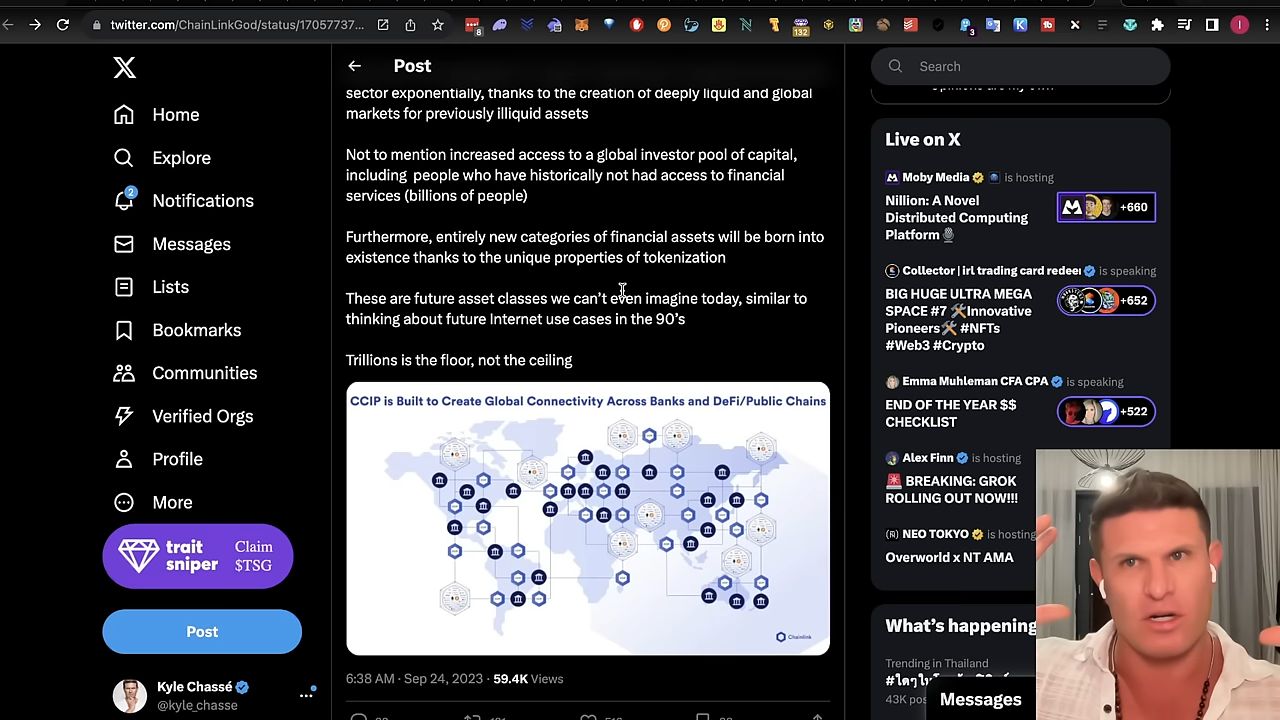 twitter.com/ChainLinkGod/status/17057737...
8
132
3
I
Home
Explore
2
Notifications
Messages
Lists
Bookmarks
Communities
Verified Orgs
Profile
More
trait sniper
Claim $TSG
Post
Kyle Chassé
@kyle_chasse
Post
sector exponentially, thanks to the creation of deeply liquid and global
markets for previously illiquid assets
Not to mention increased access to a global investor pool of capital,
including people who have historically not had access to financial
services (billions of people)
Furthermore, entirely new categories of financial assets will be born into
existence thanks to the unique properties of tokenization
These are future asset classes we can’t even imagine today, similar to
thinking about future Internet use cases in the 90’s
Trillions is the floor, not the ceiling
CCIP is Built to Create Global Connectivity Across Banks and DeFi/Public Chains
Chainlink
6:38 AM · Sep 24, 2023 · 59.4K Views
Search
Live on X
Moby Media is hosting
Nillion: A Novel
Distributed Computing
Platform
+660
Collector | irl trading card redee is speaking
BIG HUGE ULTRA MEGA
SPACE #7 Innovative
Pioneers #NFTs
#Web3 #Crypto
+652
Emma Muhleman CFA CPA is speaking
END OF THE YEAR $$
CHECKLIST
+522
Alex Finn is hosting
BREAKING: GROK
ROLLING OUT NOW!!!
NEO TOKYO is hosting
Overworld x NT AMA
What’s happening
Trending in Thailand
43K pos
Messages